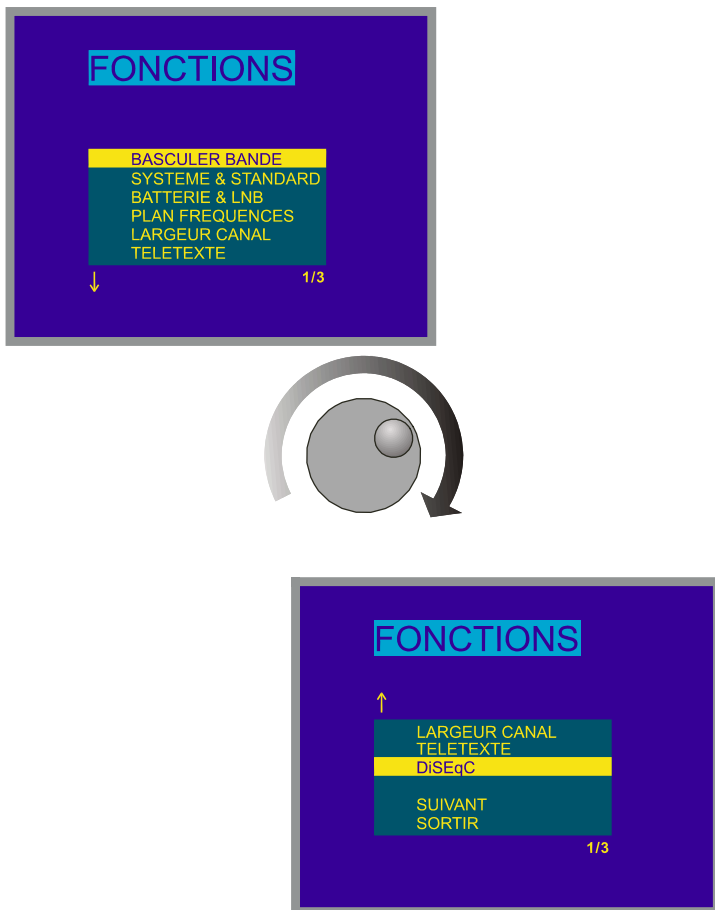 FONCTIONS
BASCULER BANDE
SYSTEME & STANDARD
BATTERIE & LNB
PLAN FREQUENCES
LARGEUR CANAL
TELETEXTE
↓ 1/3
FONCTIONS
↑
LARGEUR CANAL
TELETEXTE
DiSEqC
SUIVANT
SORTIR
1/3